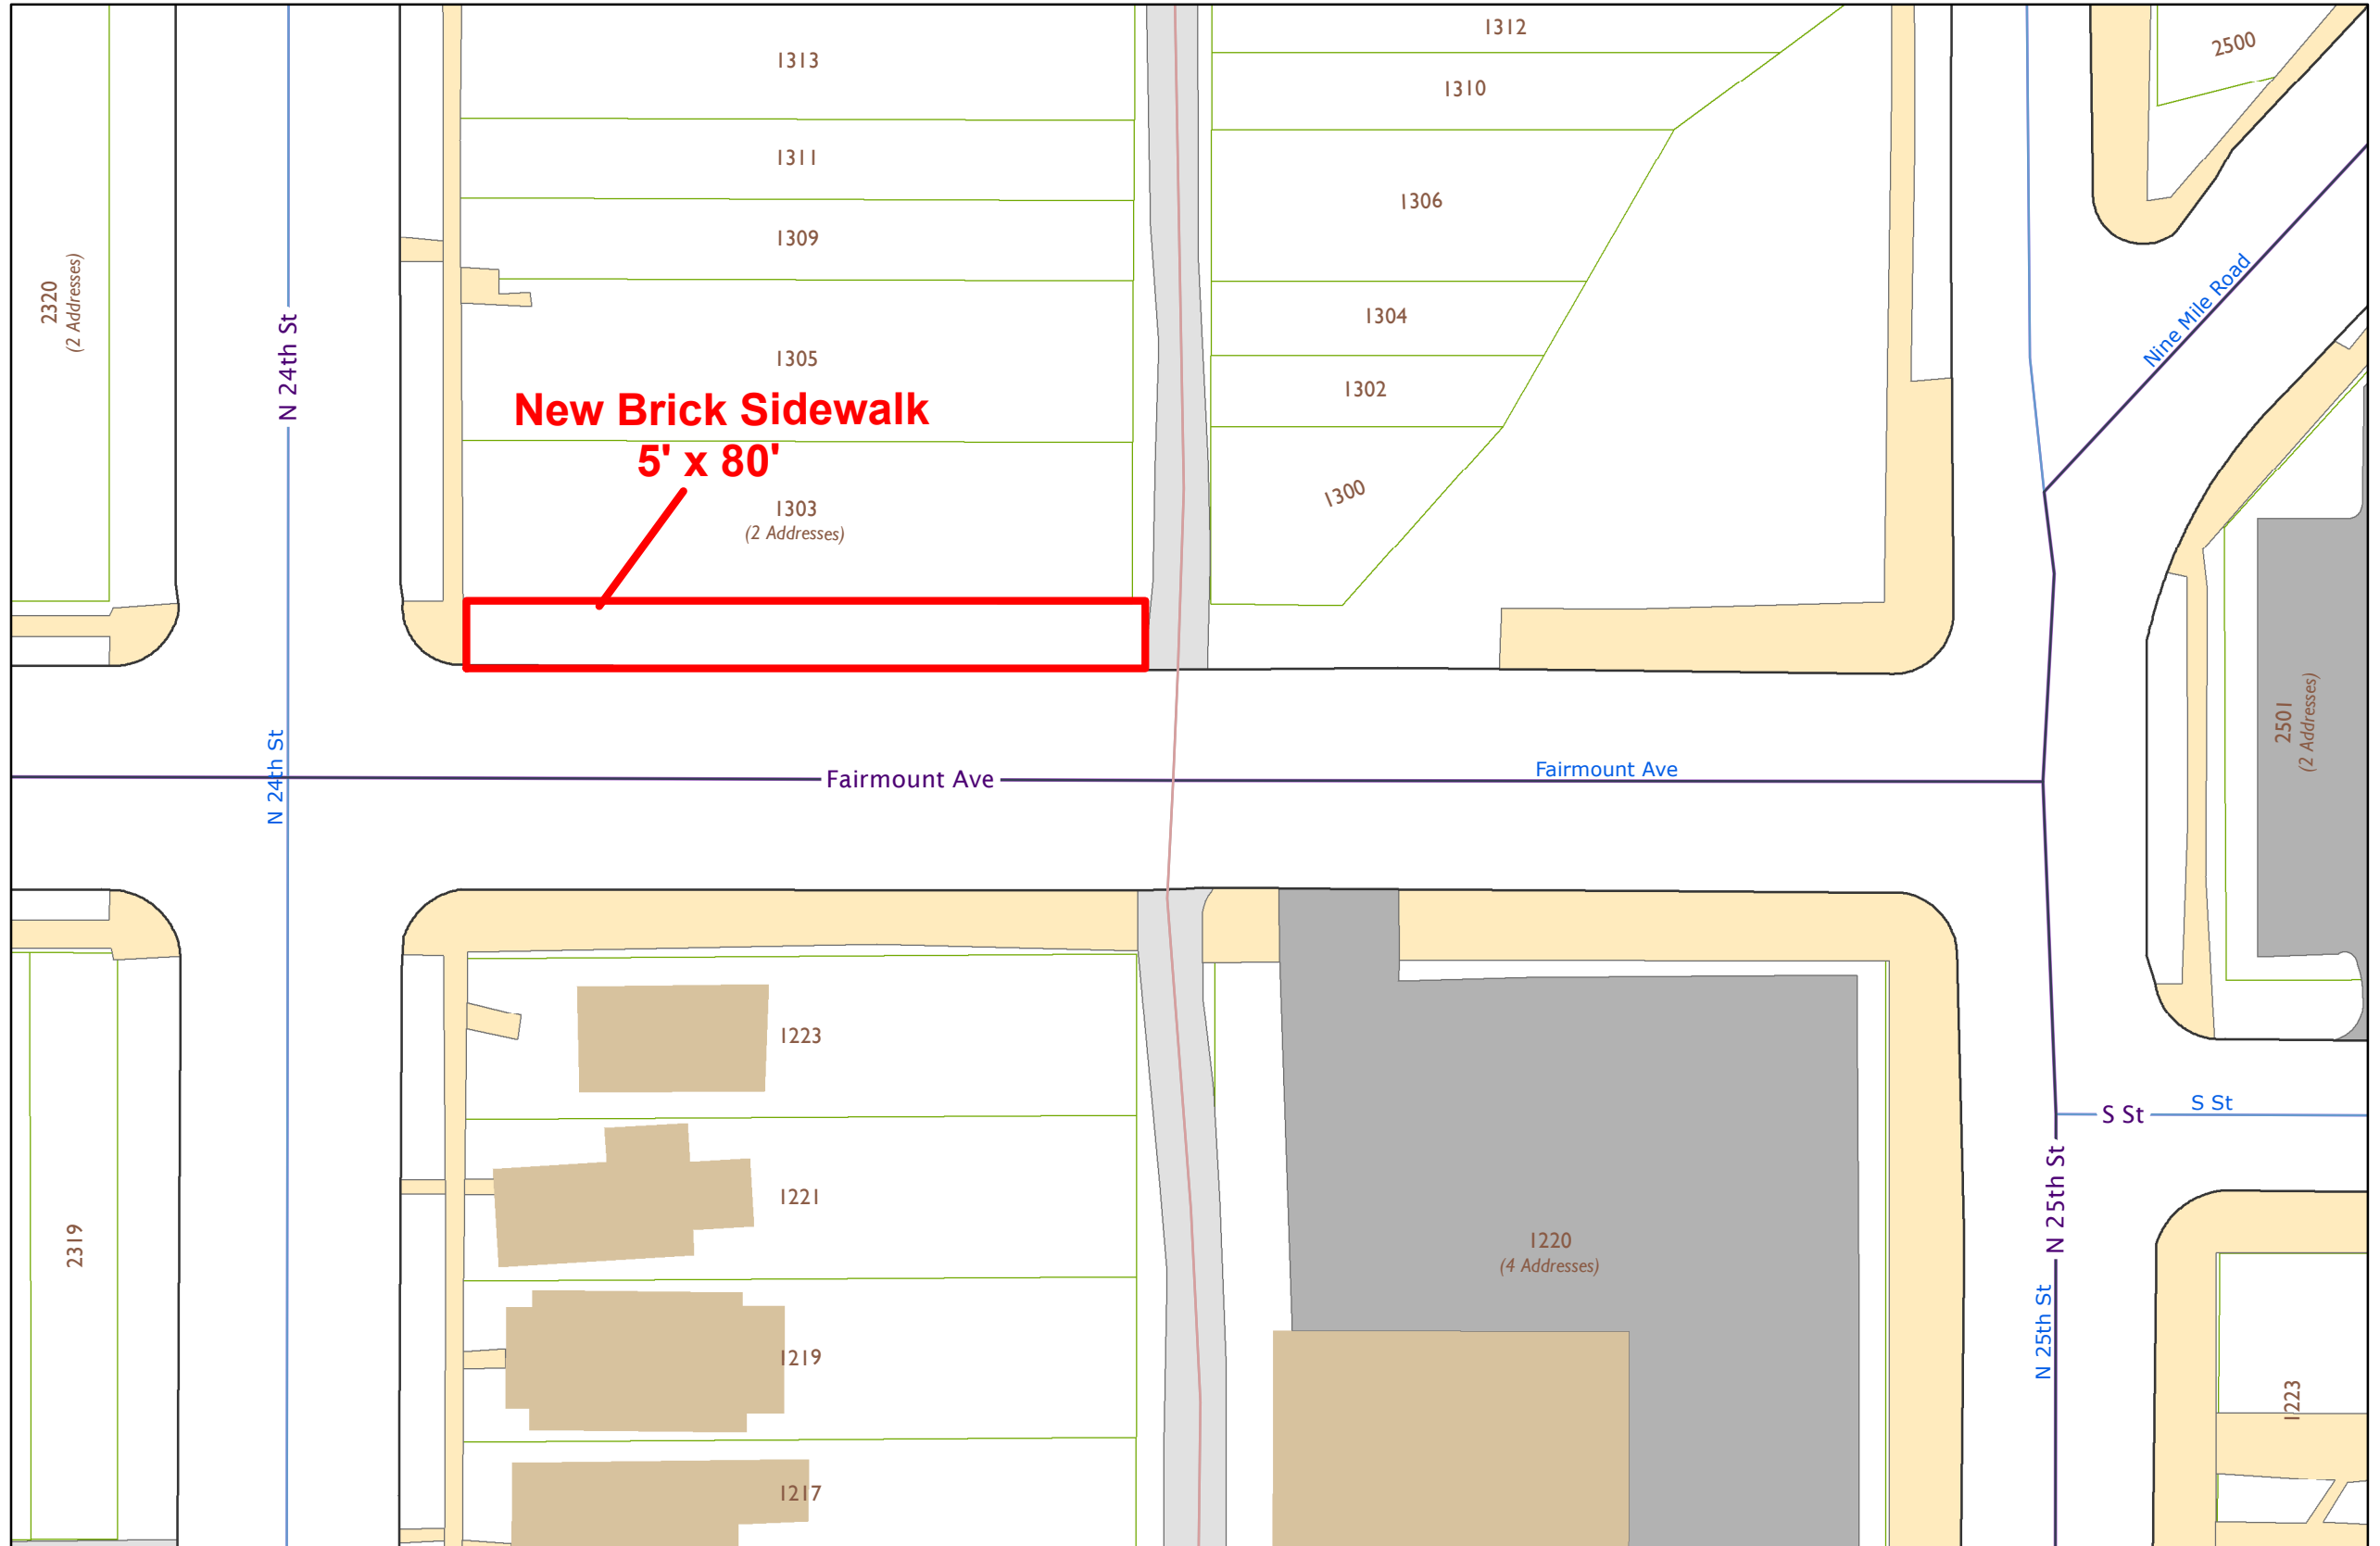 1312
2500
1313
1310
1311
1306
1309
2320
(2 Addresses)
N 24th St
Nine Mile Road
1304
1305
1302
New Brick Sidewalk
5' x 80'
1300
1303
(2 Addresses)
2501
(2 Addresses)
N 24th St
Fairmount Ave
Fairmount Ave
1223
S St
S St
1221
N 25th St
2319
1220
(4 Addresses)
N 25th St
1219
1223
1217